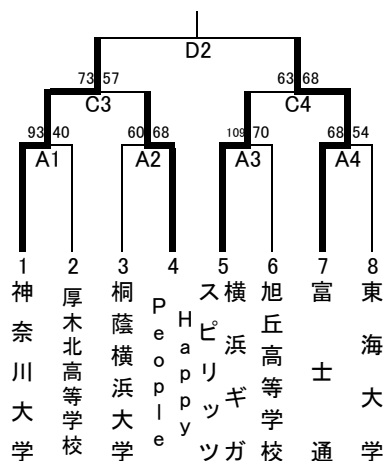 D2
73 57
63 68
C3
C4
93 40
60 68
109 70
68 54
A1
A2
A3
A4
1
2
3
4
5
6
7
8
神奈川大学
厚木北高等学校
桐蔭横浜大学
Happy
People
横浜ギガ
スピリッツ
旭丘高等学校
富士通
東海大学